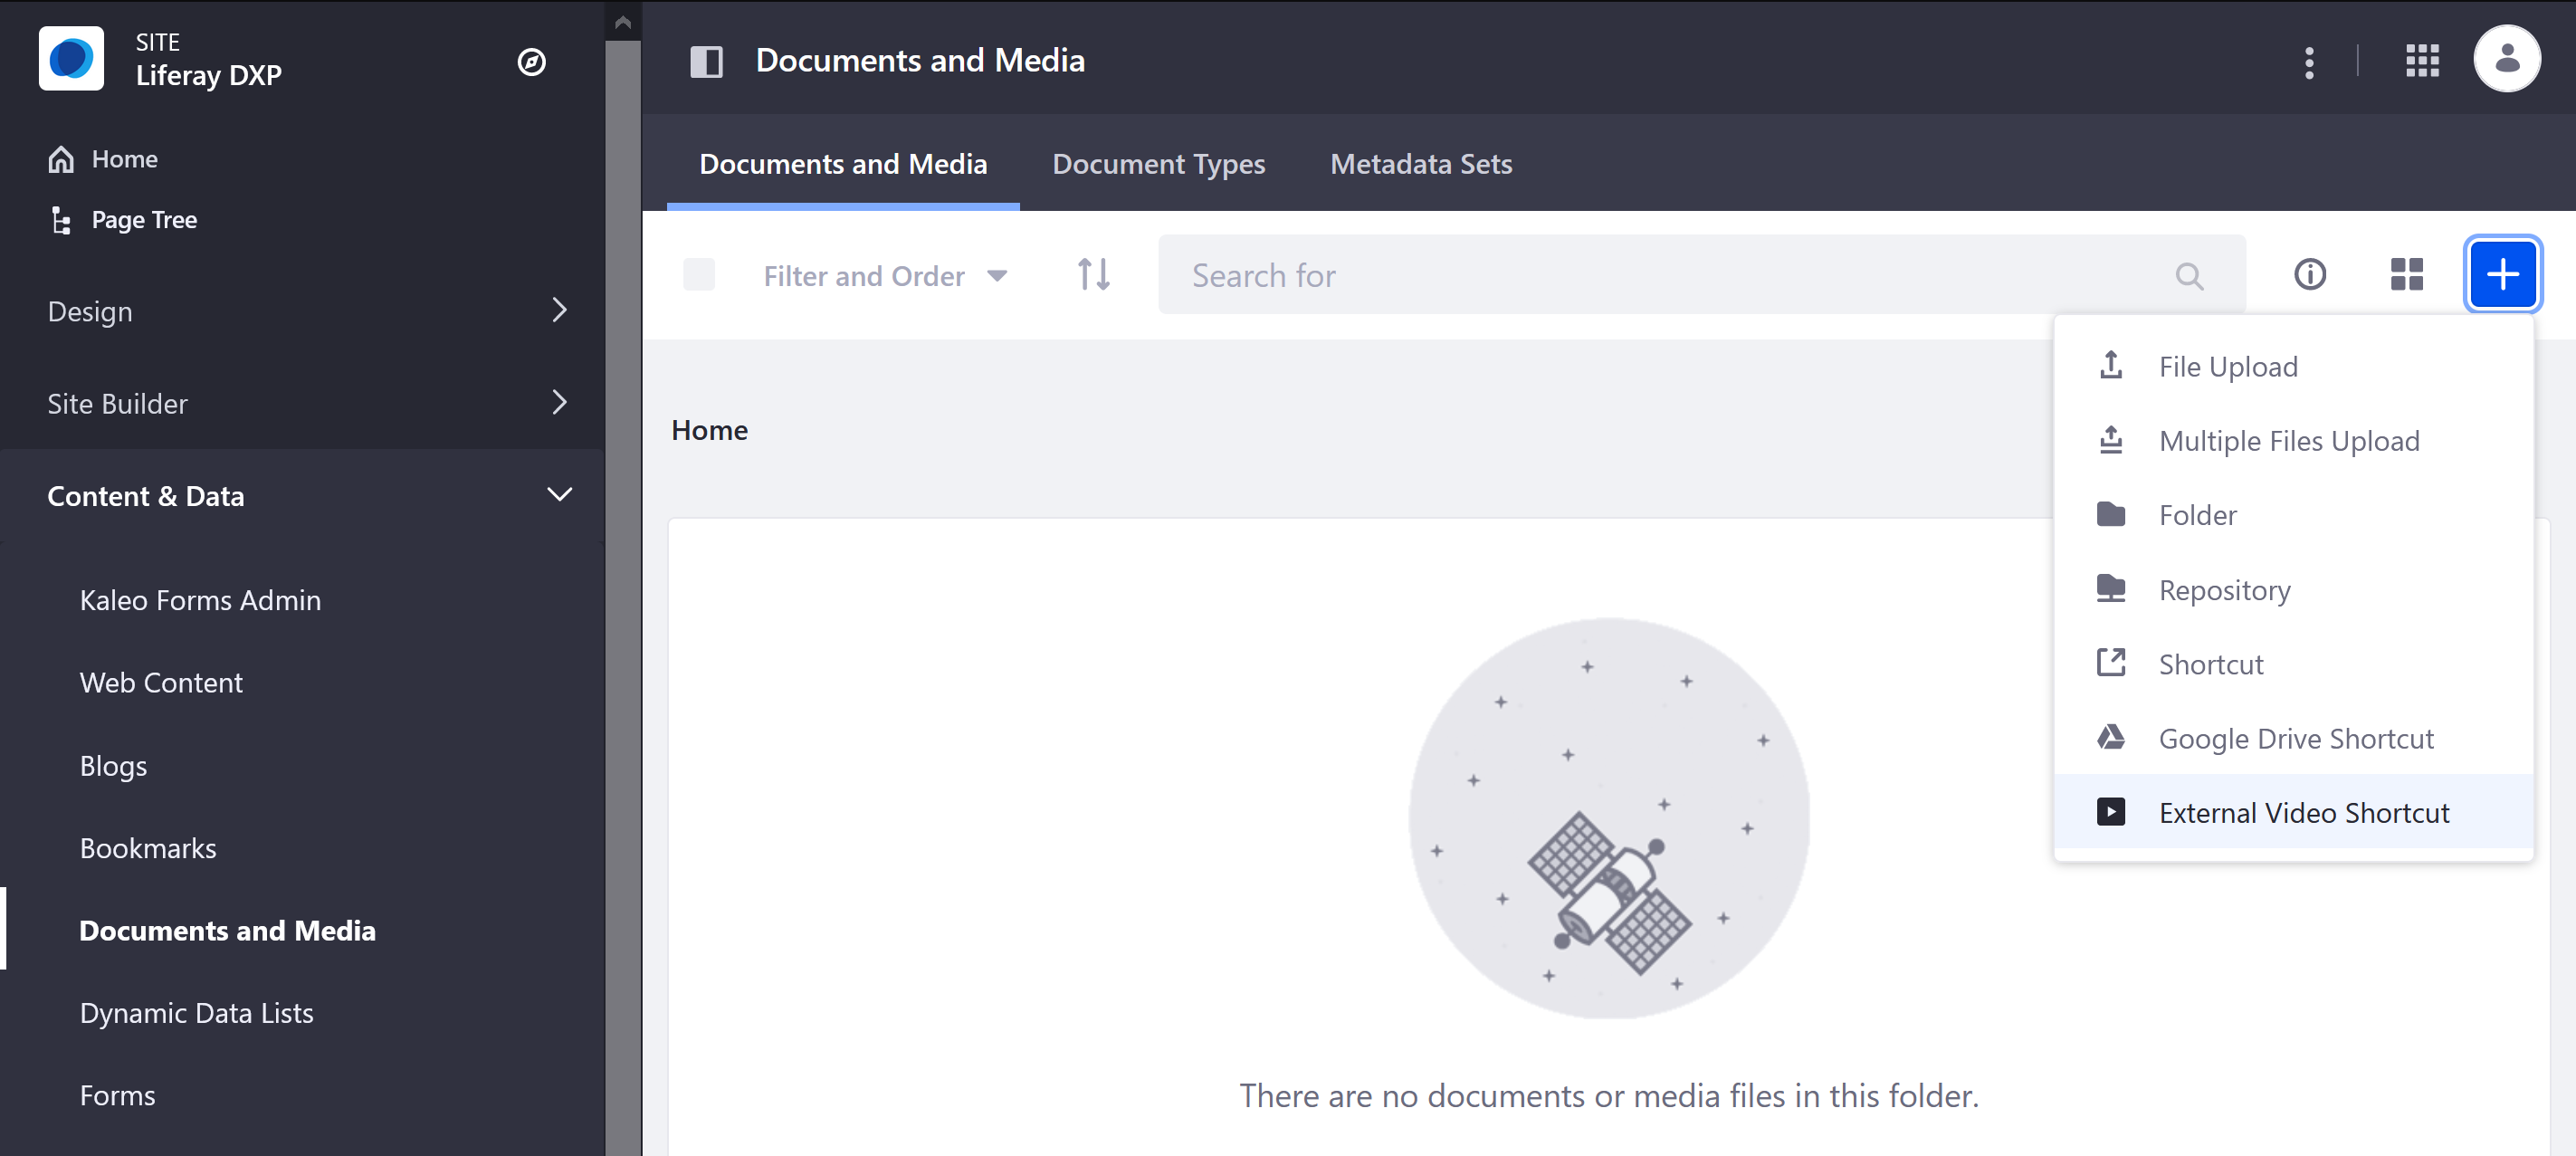 SITE
Liferay DXP
Home
Page Tree
Design
Site Builder
Content & Data
Kaleo Forms Admin
Web Content
Blogs
Bookmarks
Documents and Media
Dynamic Data Lists
Forms
Documents and Media
Documents and Media
Document Types
Metadata Sets
Filter and Order
Search for
Home
File Upload
Multiple Files Upload
Folder
Repository
Shortcut
Google Drive Shortcut
External Video Shortcut
There are no documents or media files in this folder.